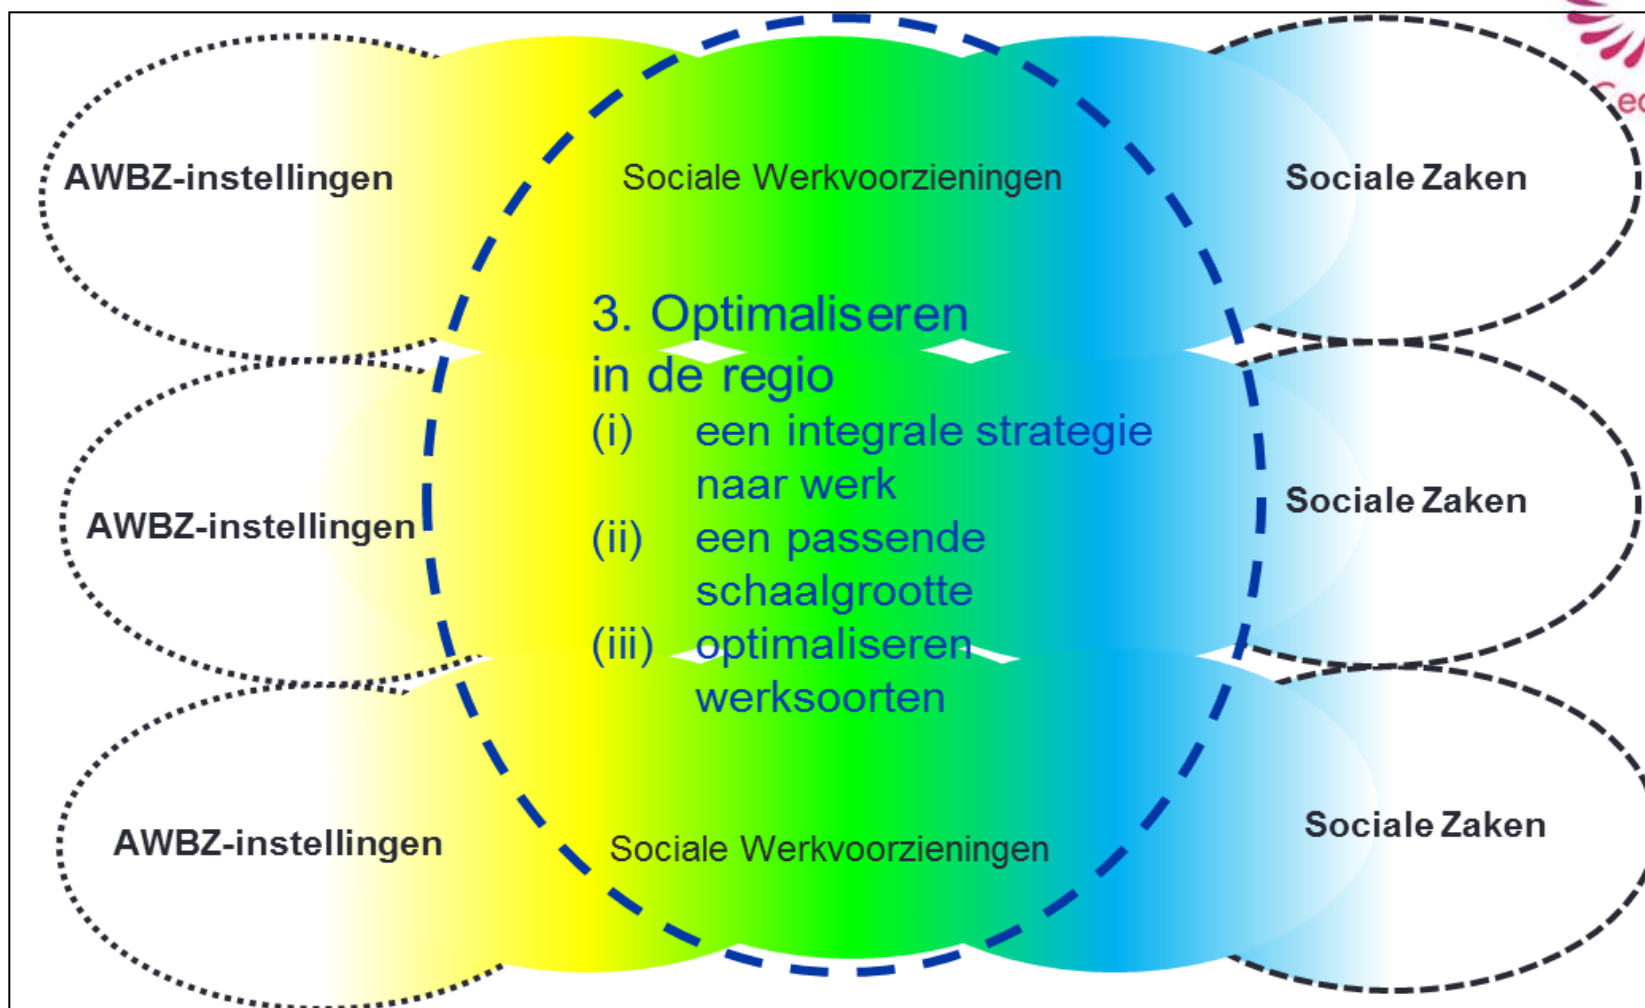 AWBZ-instellingen
Sociale Werkvoorzieningen
Sociale Zaken
3. Optimaliseren
in de regio
(i) een integrale strategie
naar werk
(ii) een passende
schaalgrootte
(iii) optimaliseren
werksoorten
AWBZ-instellingen
Sociale Zaken
AWBZ-instellingen
Sociale Werkvoorzieningen
Sociale Zaken